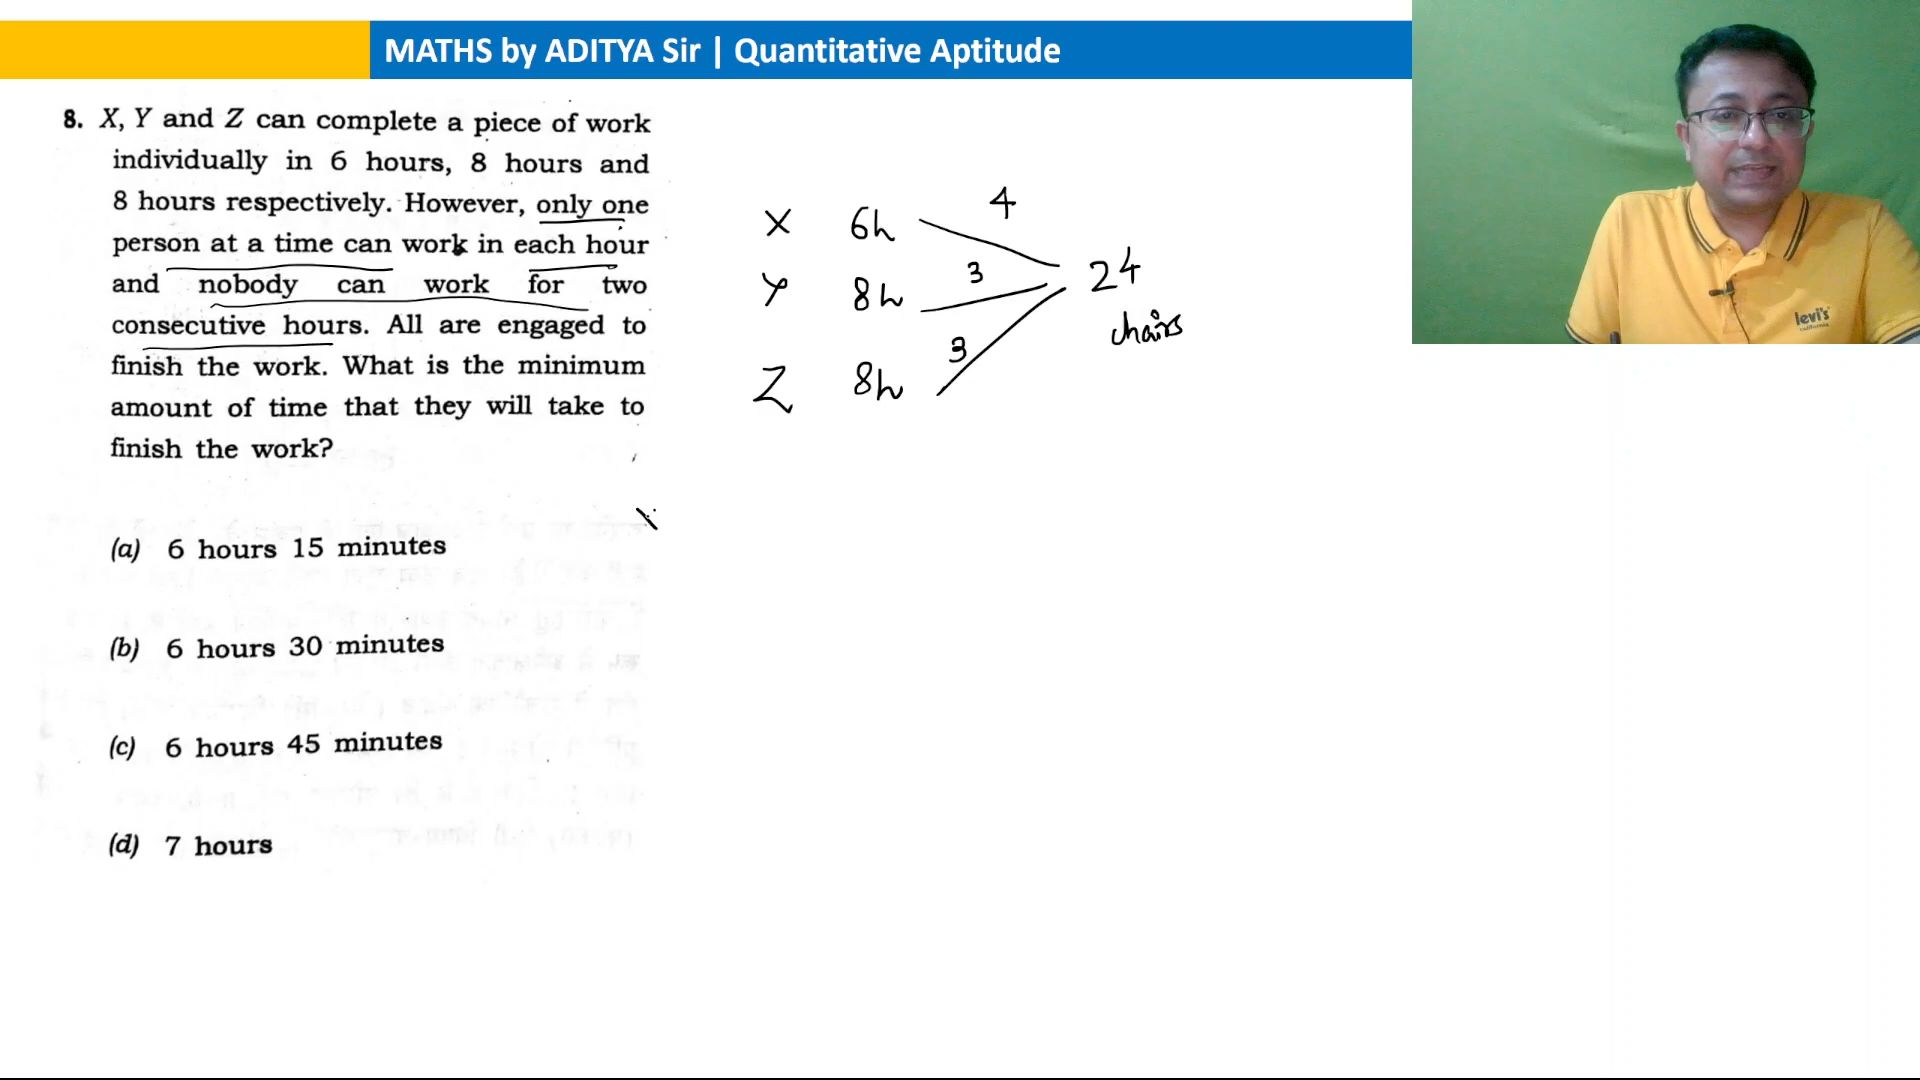 MATHS by ADITYA Sir | Quantitative Aptitude
8. X, Y and Z can complete a piece of work
individually in 6 hours, 8 hours and
8 hours respectively. However, only one
person at a time can work in each hour
and nobody can work for two
consecutive hours. All are engaged to
finish the work. What is the minimum
amount of time that they will take to
finish the work?
(a) 6 hours 15 minutes
(b) 6 hours 30 minutes
(c) 6 hours 45 minutes
(d) 7 hours
X 6h 4
Y 8h 3 24
chairs
Z 8h 3
levi's